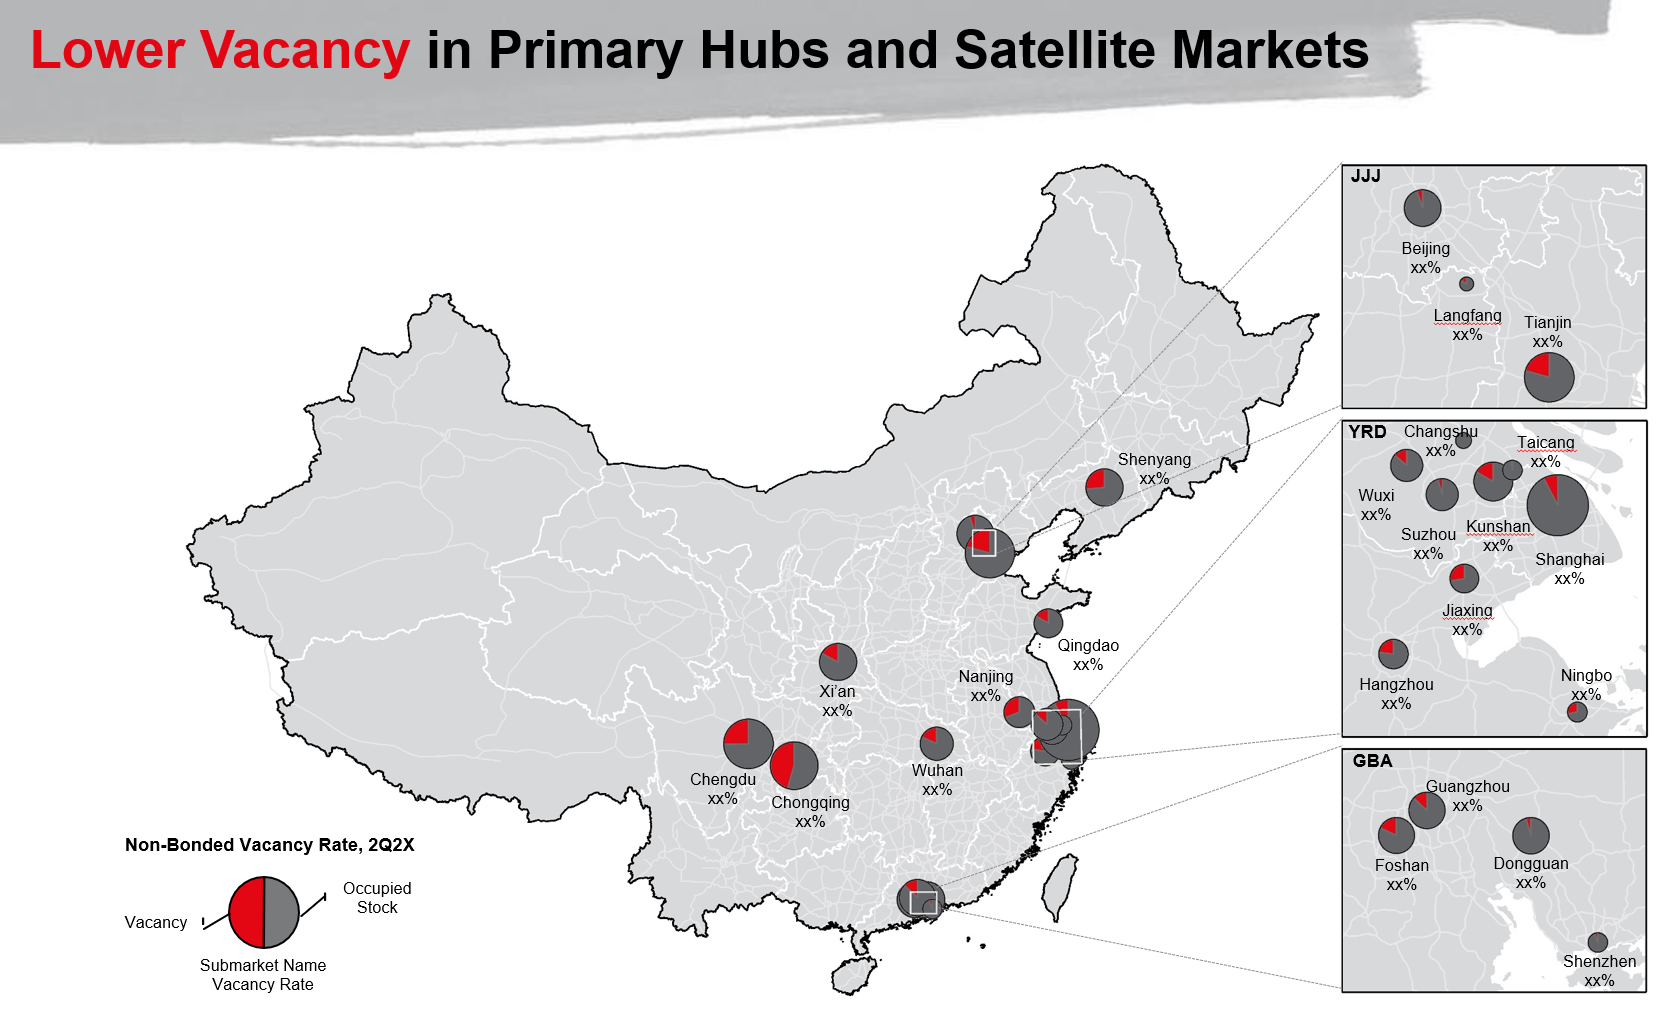 Lower Vacancy in Primary Hubs and Satellite Markets
JJJ
Beijing
xx%
Langfang
xx%
Tianjin
xx%
YRD
Changshu
xx%
Taicang
xx%
Wuxi
xx%
Suzhou
xx%
Kunshan
xx%
Shanghai
xx%
Jiaxing
xx%
Hangzhou
xx%
Ningbo
xx%
GBA
Guangzhou
xx%
Foshan
xx%
Dongguan
xx%
Shenzhen
xx%
Shenyang
xx%
Qingdao
xx%
Nanjing
xx%
Xi’an
xx%
Wuhan
xx%
Chengdu
xx%
Chongqing
xx%
Non-Bonded Vacancy Rate, 2Q2X
Vacancy
Occupied
Stock
Submarket Name
Vacancy Rate